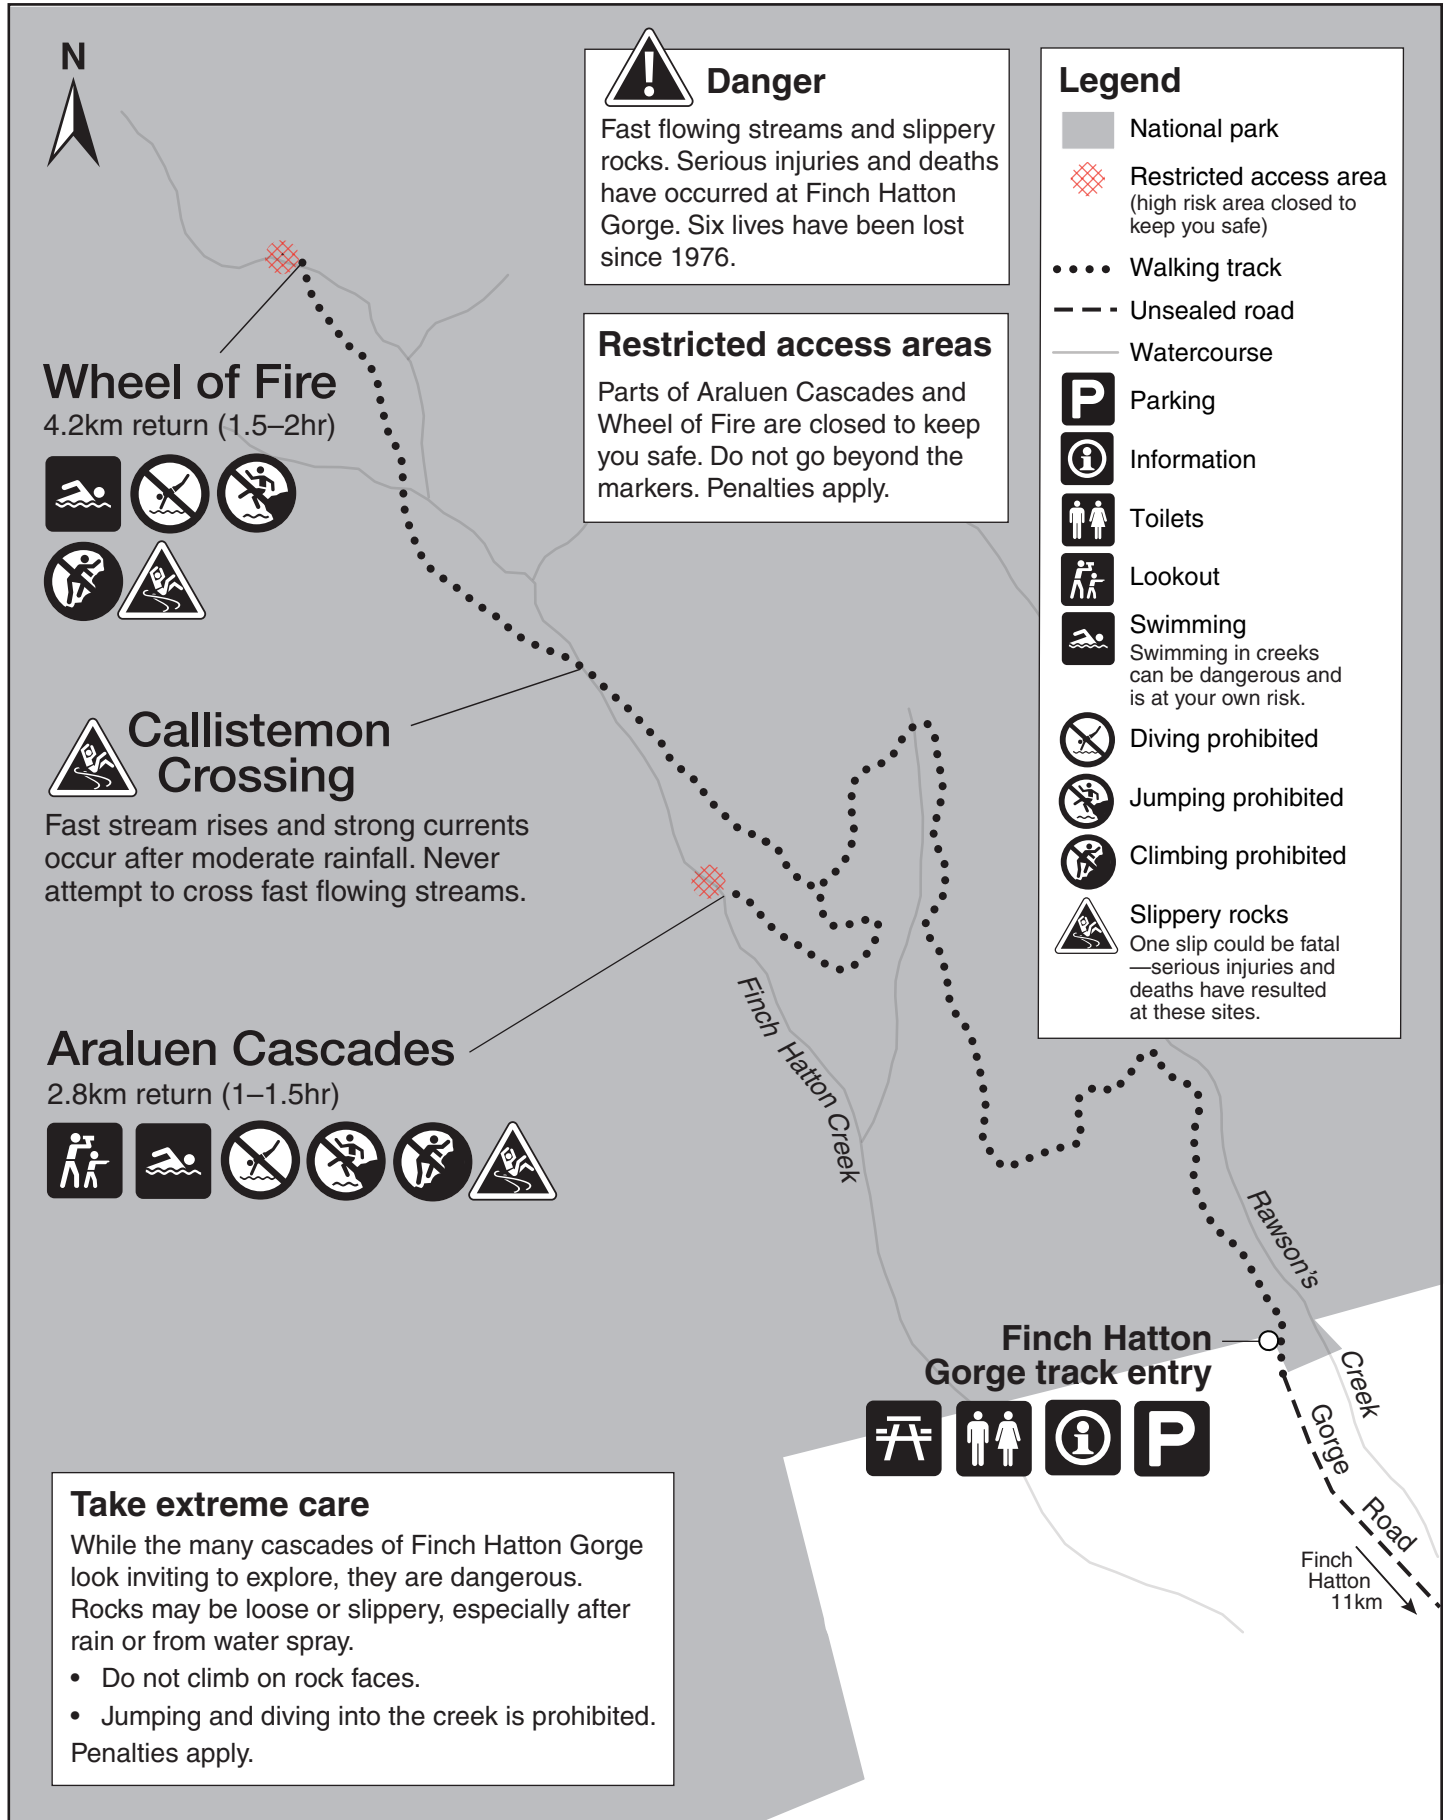 N
Danger
Fast flowing streams and slippery
rocks. Serious injuries and deaths
have occurred at Finch Hatton
Gorge. Six lives have been lost
since 1976.
Restricted access areas
Parts of Araluen Cascades and
Wheel of Fire are closed to keep
you safe. Do not go beyond the
markers. Penalties apply.
Legend
National park
Restricted access area
(high risk area closed to
keep you safe)
Walking track
Unsealed road
Watercourse
P Parking
i Information
Toilets
Lookout
Swimming
Swimming in creeks
can be dangerous and
is at your own risk.
Diving prohibited
Jumping prohibited
Climbing prohibited
Slippery rocks
One slip could be fatal
—serious injuries and
deaths have resulted
at these sites.
Wheel of Fire
4.2km return (1.5–2hr)
Callistemon
Crossing
Fast stream rises and strong currents
occur after moderate rainfall. Never
attempt to cross fast flowing streams.
Araluen Cascades
2.8km return (1–1.5hr)
Finch Hatton Creek
Rawson's Creek
Finch Hatton
Gorge track entry
i P
Gorge Road
Finch
Hatton
11km
Take extreme care
While the many cascades of Finch Hatton Gorge
look inviting to explore, they are dangerous.
Rocks may be loose or slippery, especially after
rain or from water spray.
• Do not climb on rock faces.
• Jumping and diving into the creek is prohibited.
Penalties apply.